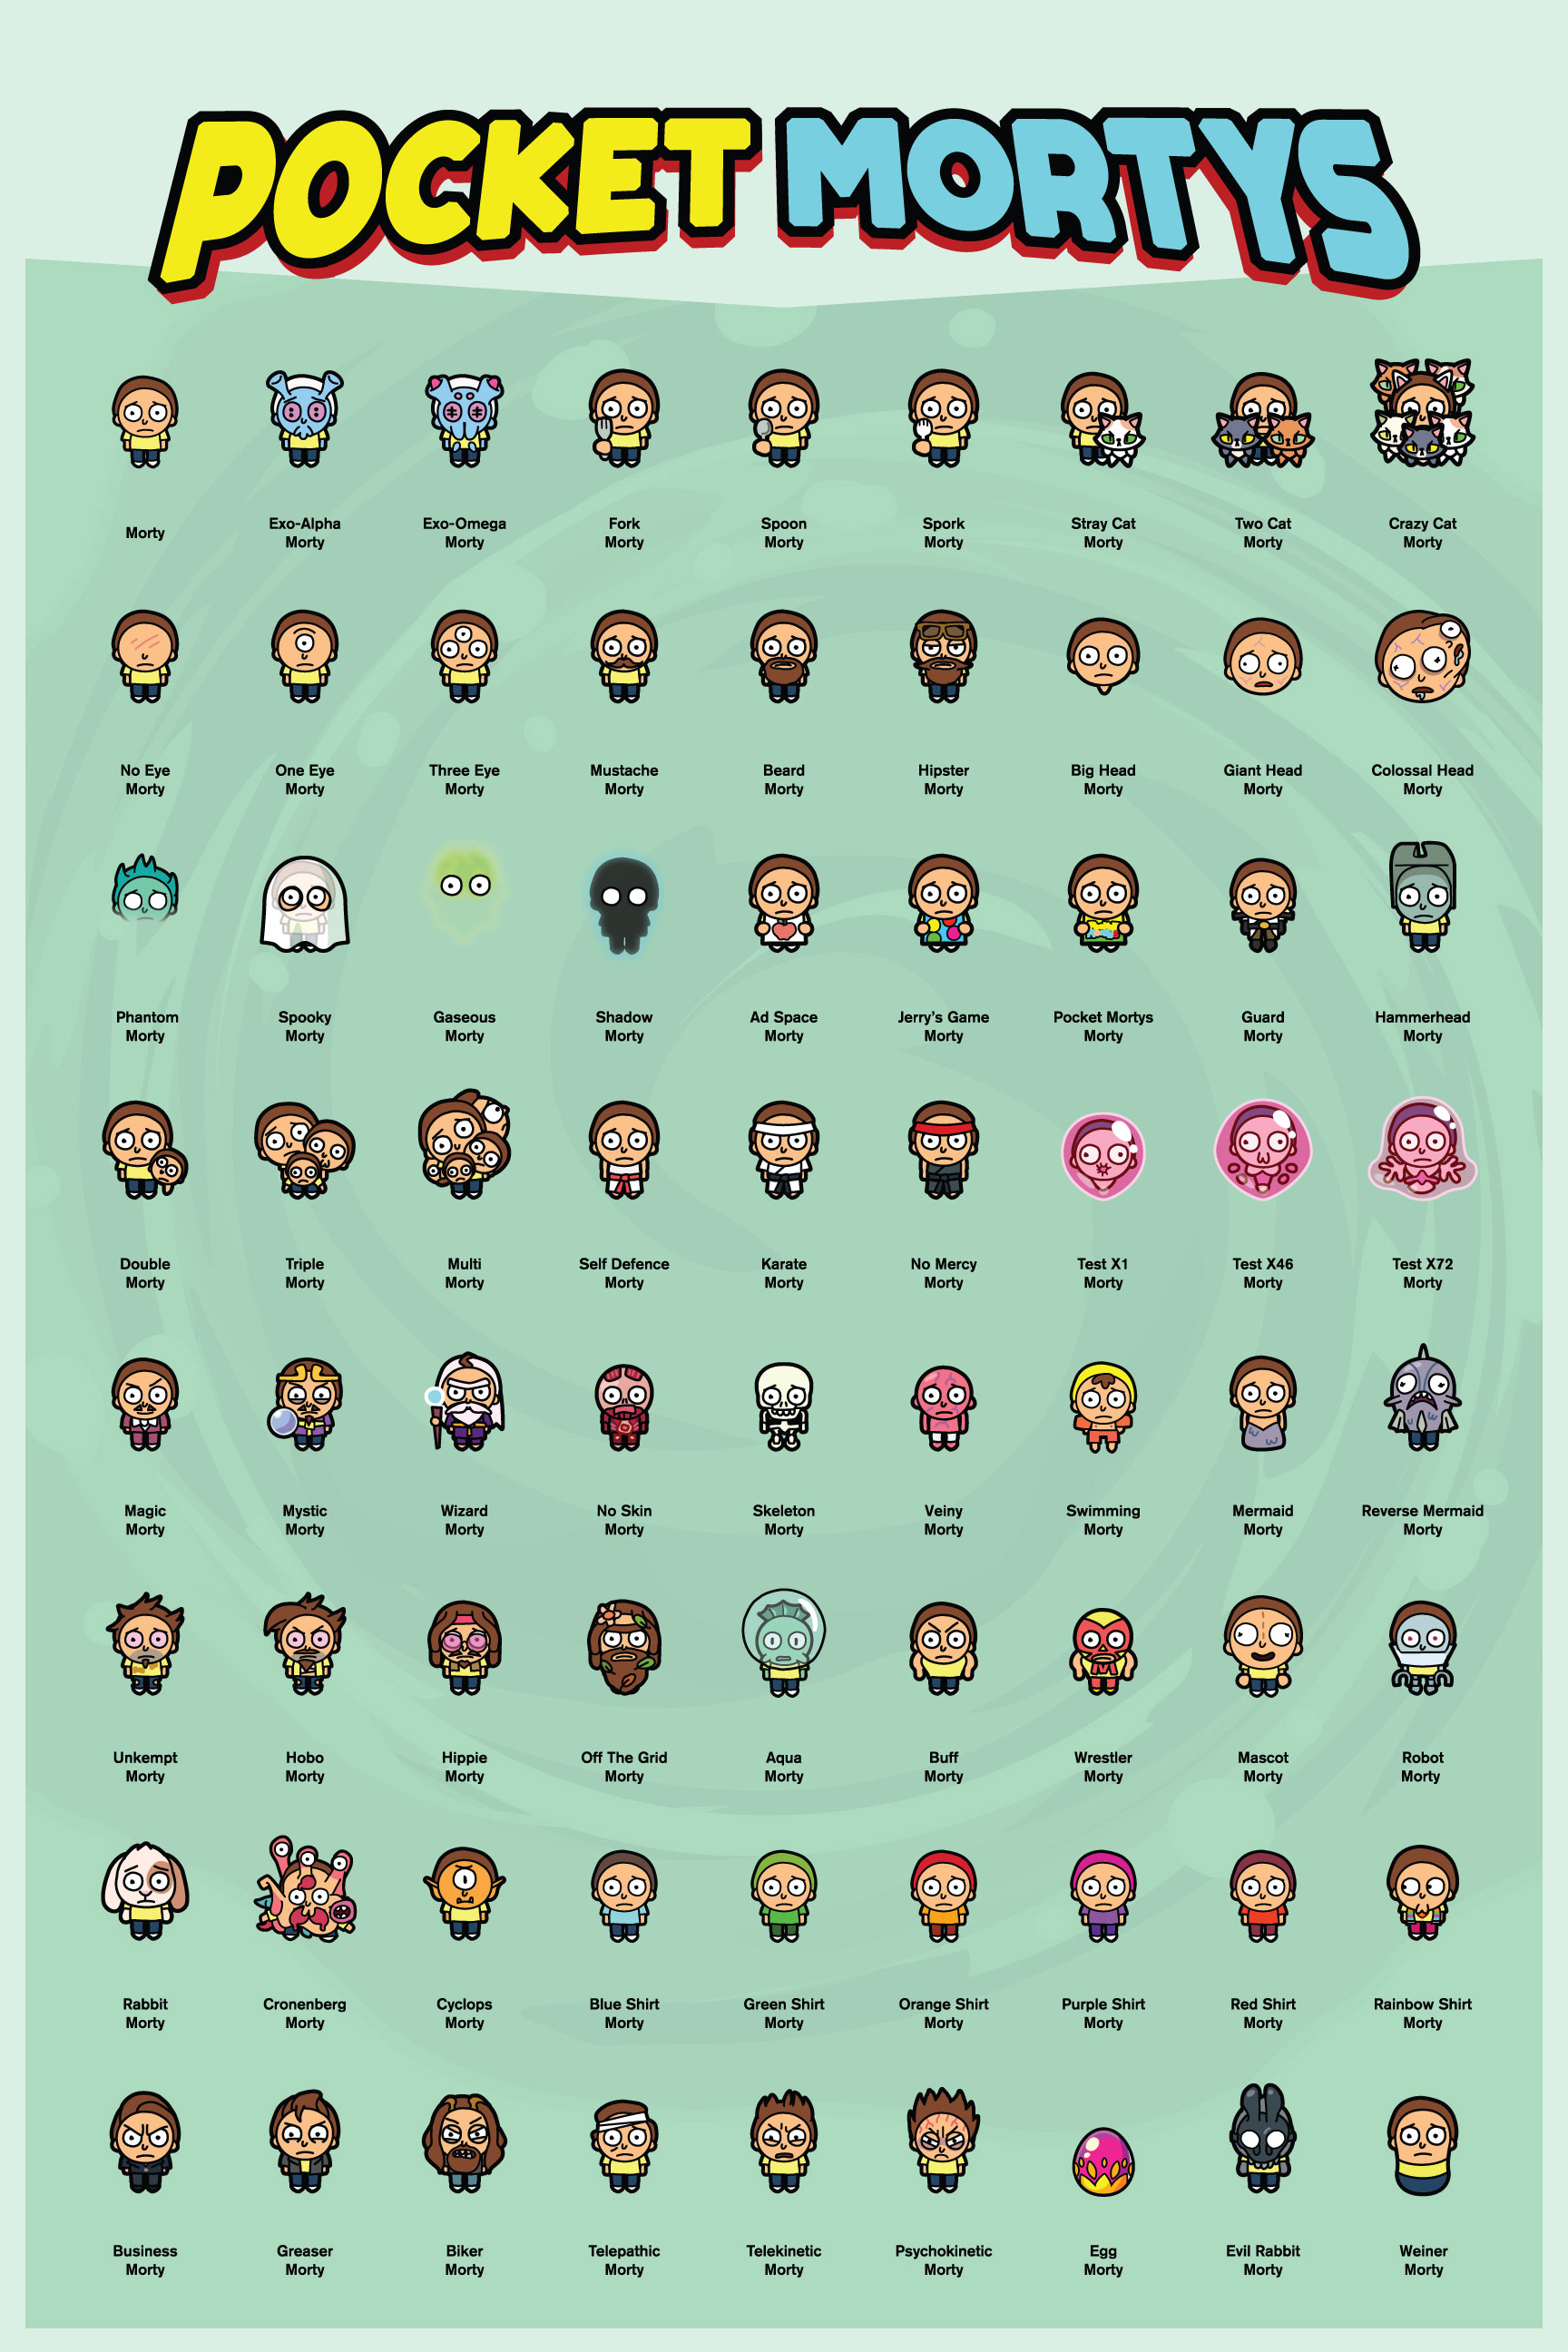 POCKET MORTYS
Morty
Exo-Alpha
Morty
Exo-Omega
Morty
Fork
Morty
Spoon
Morty
Spork
Morty
Stray Cat
Morty
Two Cat
Morty
Crazy Cat
Morty
No Eye
Morty
One Eye
Morty
Three Eye
Morty
Mustache
Morty
Beard
Morty
Hipster
Morty
Big Head
Morty
Giant Head
Morty
Colossal Head
Morty
Phantom
Morty
Spooky
Morty
Gaseous
Morty
Shadow
Morty
Ad Space
Morty
Jerry's Game
Morty
Pocket Mortys
Morty
Guard
Morty
Hammerhead
Morty
Double
Morty
Triple
Morty
Multi
Morty
Self Defence
Morty
Karate
Morty
No Mercy
Morty
Test X1
Morty
Test X46
Morty
Test X72
Morty
Magic
Morty
Mystic
Morty
Wizard
Morty
No Skin
Morty
Skeleton
Morty
Veiny
Morty
Swimming
Morty
Mermaid
Morty
Reverse Mermaid
Morty
Unkempt
Morty
Hobo
Morty
Hippie
Morty
Off The Grid
Morty
Aqua
Morty
Buff
Morty
Wrestler
Morty
Mascot
Morty
Robot
Morty
Rabbit
Morty
Cronenberg
Morty
Cyclops
Morty
Blue Shirt
Morty
Green Shirt
Morty
Orange Shirt
Morty
Purple Shirt
Morty
Red Shirt
Morty
Rainbow Shirt
Morty
Business
Morty
Greaser
Morty
Biker
Morty
Telepathic
Morty
Telekinetic
Morty
Psychokinetic
Morty
Egg
Morty
Evil Rabbit
Morty
Weiner
Morty